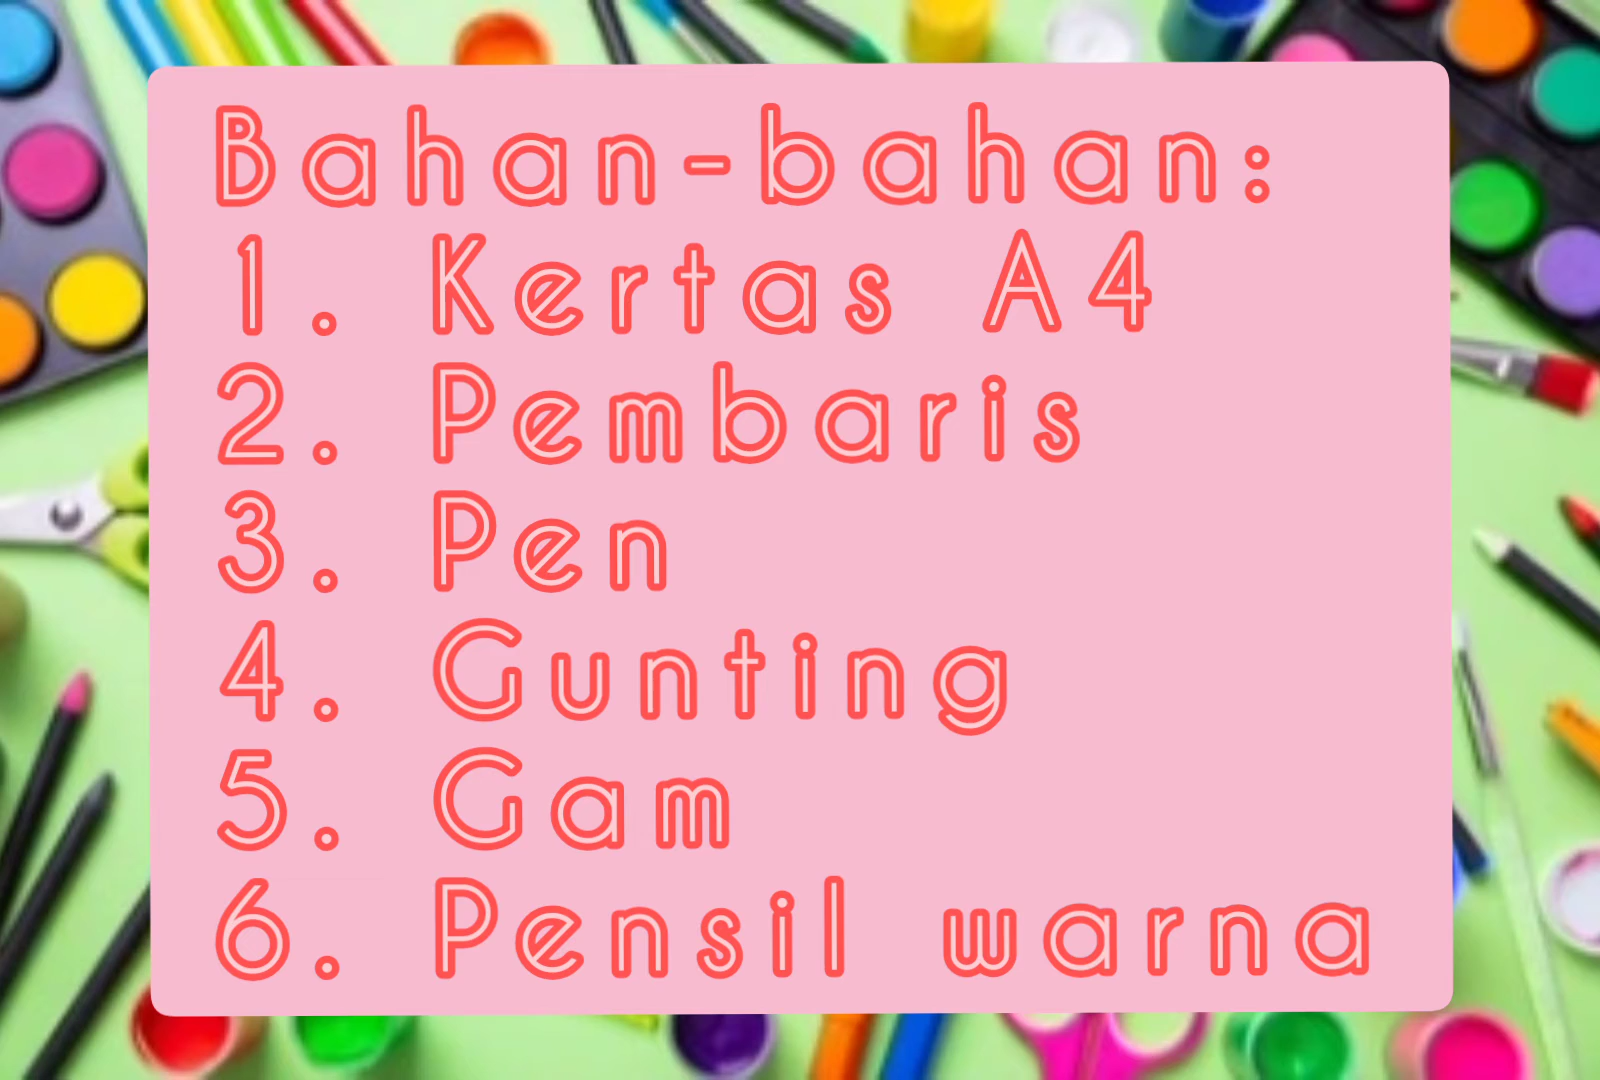 Bahan-bahan:
1. Kertas A4
2. Pembaris
3. Pen
4. Gunting
5. Gam
6. Pensil warna